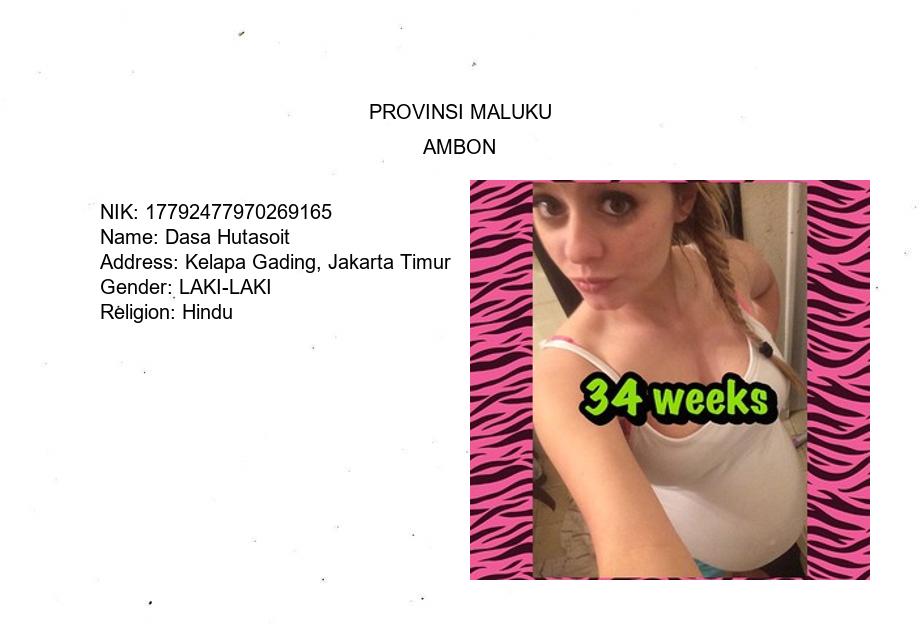 PROVINSI MALUKU
AMBON
NIK: 17792477970269165
Name: Dasa Hutasoit
Address: Kelapa Gading, Jakarta Timur
Gender: LAKI-LAKI
Religion: Hindu
34 weeks